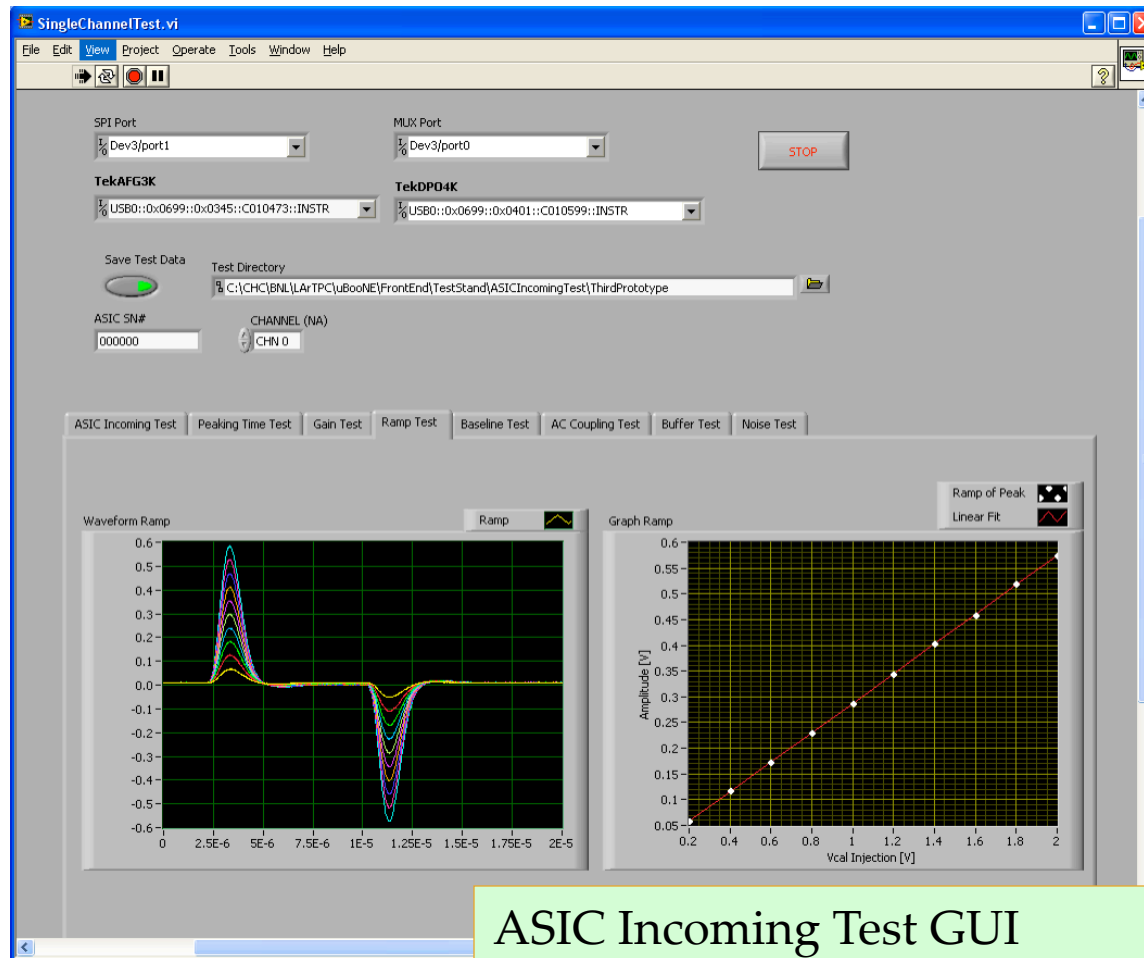 SingleChannelTest.vi
File Edit View Project Operate Tools Window Help
SPI Port
Dev3/port1
MUX Port
Dev3/port0
STOP
TekAFG3K
USB0::0x0699::0x0345::C010473::INSTR
TekDPO4K
USB0::0x0699::0x0401::C010599::INSTR
Save Test Data
Test Directory
C:\CHC\BNL\LArTPC\uBooNE\FrontEnd\TestStand\ASICIncomingTest\ThirdPrototype
ASIC SN#
000000
CHANNEL (NA)
CHN 0
ASIC Incoming Test Peaking Time Test Gain Test Ramp Test Baseline Test AC Coupling Test Buffer Test Noise Test
Waveform Ramp
Ramp
0.6
0.5
0.4
0.3
0.2
0.1
0.0
-0.1
-0.2
-0.3
-0.4
-0.5
-0.6
0 2.5E-6 5E-6 7.5E-6 1E-5 1.25E-5 1.5E-5 1.75E-5 2E-5
Graph Ramp
Ramp of Peak
Linear Fit
Amplitude [V]
0.6
0.55
0.5
0.45
0.4
0.35
0.3
0.25
0.2
0.15
0.1
0.05
0.2 0.4 0.6 0.8 1 1.2 1.4 1.6 1.8 2
Vcal Injection [V]
ASIC Incoming Test GUI